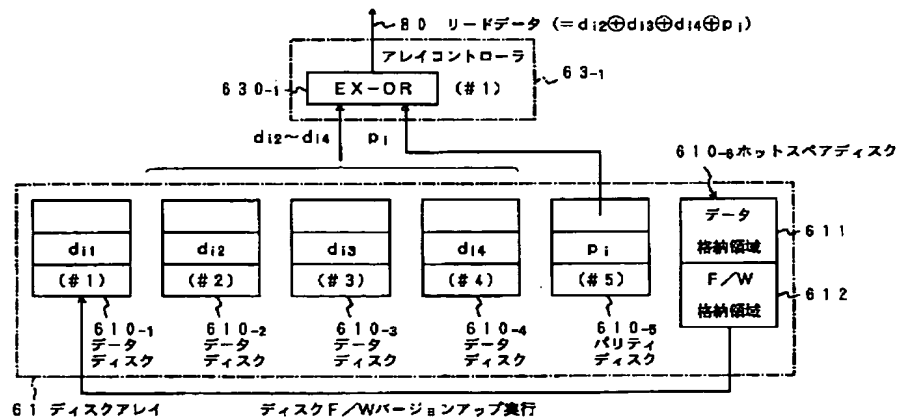 80 リードデータ (=di2⊕di3⊕di4⊕pi)
アレイコントローラ
63-1
630-1
EX-OR
(#1)
di2~di4
pi
610-6ホットスペアディスク
di1
di2
di3
di4
pi
(#1)
(#2)
(#3)
(#4)
(#5)
データ
格納領域
611
F/W
格納領域
612
610-1
データ
ディスク
610-2
データ
ディスク
610-3
データ
ディスク
610-4
データ
ディスク
610-5
パリティ
ディスク
61 ディスクアレイ
ディスクF/Wバージョンアップ実行